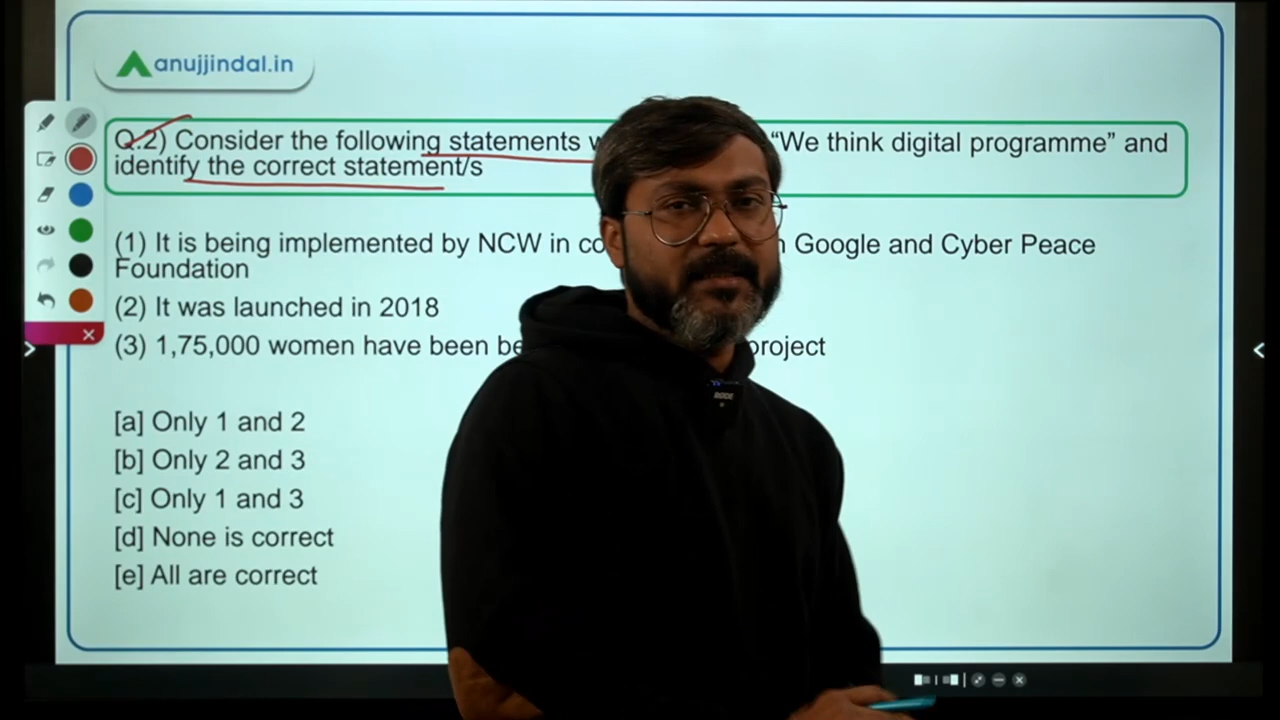 anujjindal.in
Q.2) Consider the following statements “We think digital programme” and
identify the correct statement/s
(1) It is being implemented by NCW in Google and Cyber Peace
Foundation
(2) It was launched in 2018
(3) 1,75,000 women have been project
[a] Only 1 and 2
[b] Only 2 and 3
[c] Only 1 and 3
[d] None is correct
[e] All are correct
RODE